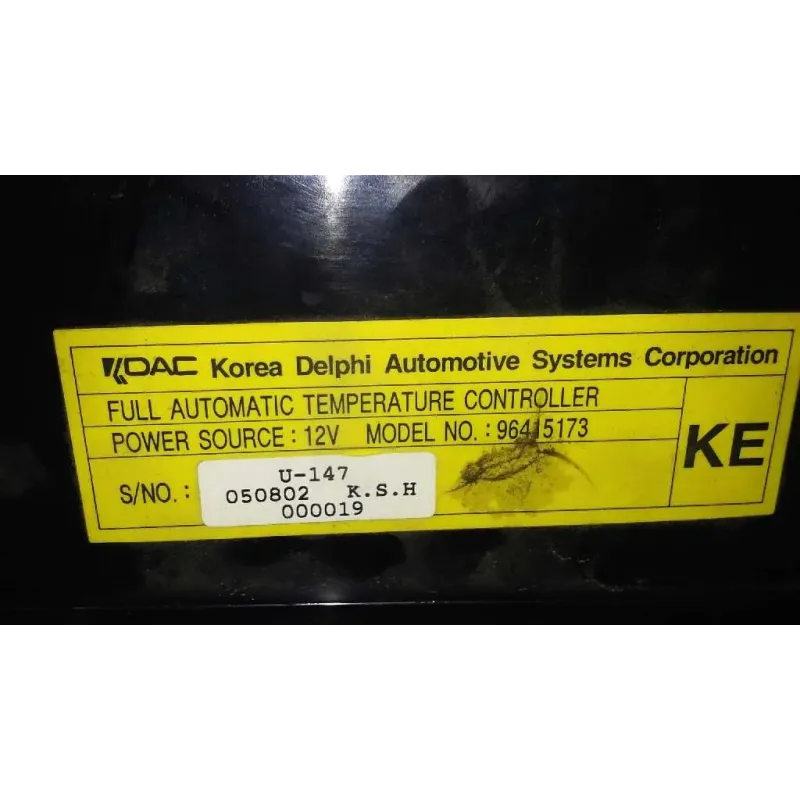 KDAC Korea Delphi Automotive Systems Corporation
FULL AUTOMATIC TEMPERATURE CONTROLLER
POWER SOURCE : 12V MODEL NO. : 96415173
KE
S/NO. :
U-147
050802 K.S.H
000019